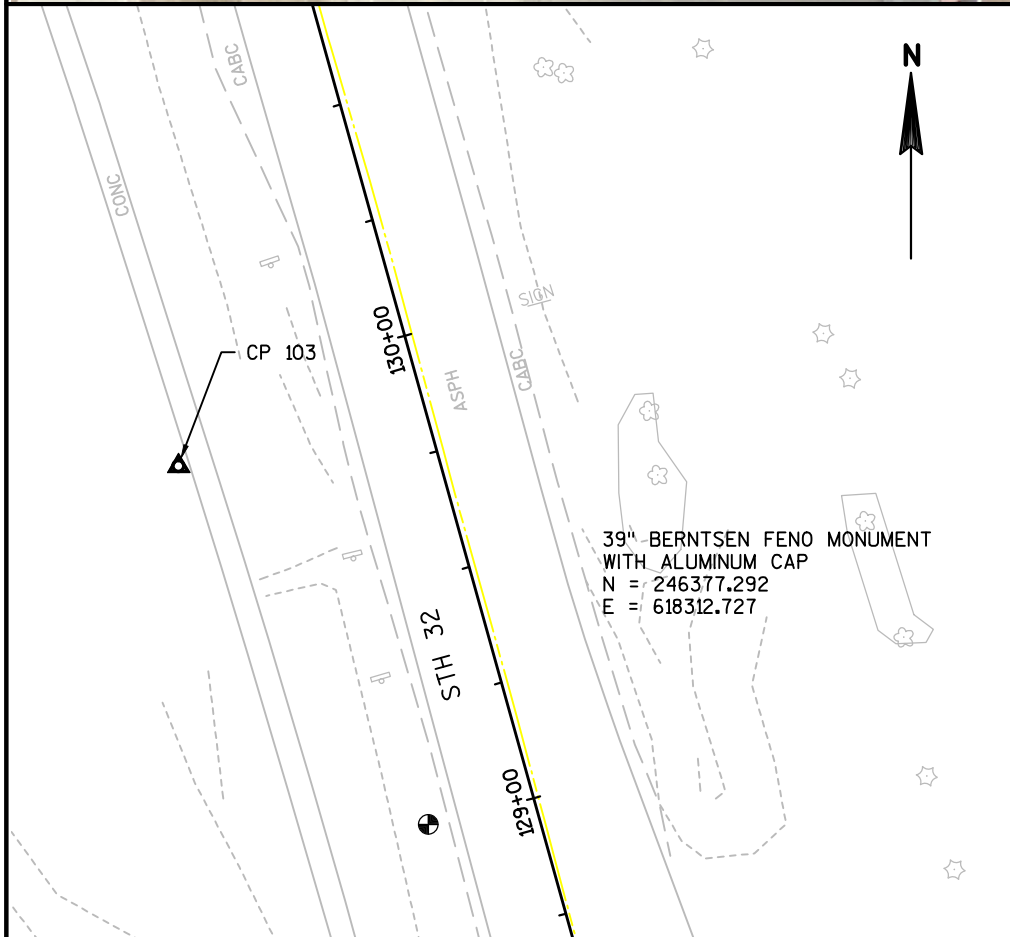 N
CABC
CONC
SIGN
130+00
CP 103
ASPH
CABC
39" BERNTSEN FENO MONUMENT
WITH ALUMINUM CAP
N = 246377.292
E = 618312.727
STH 32
129+00